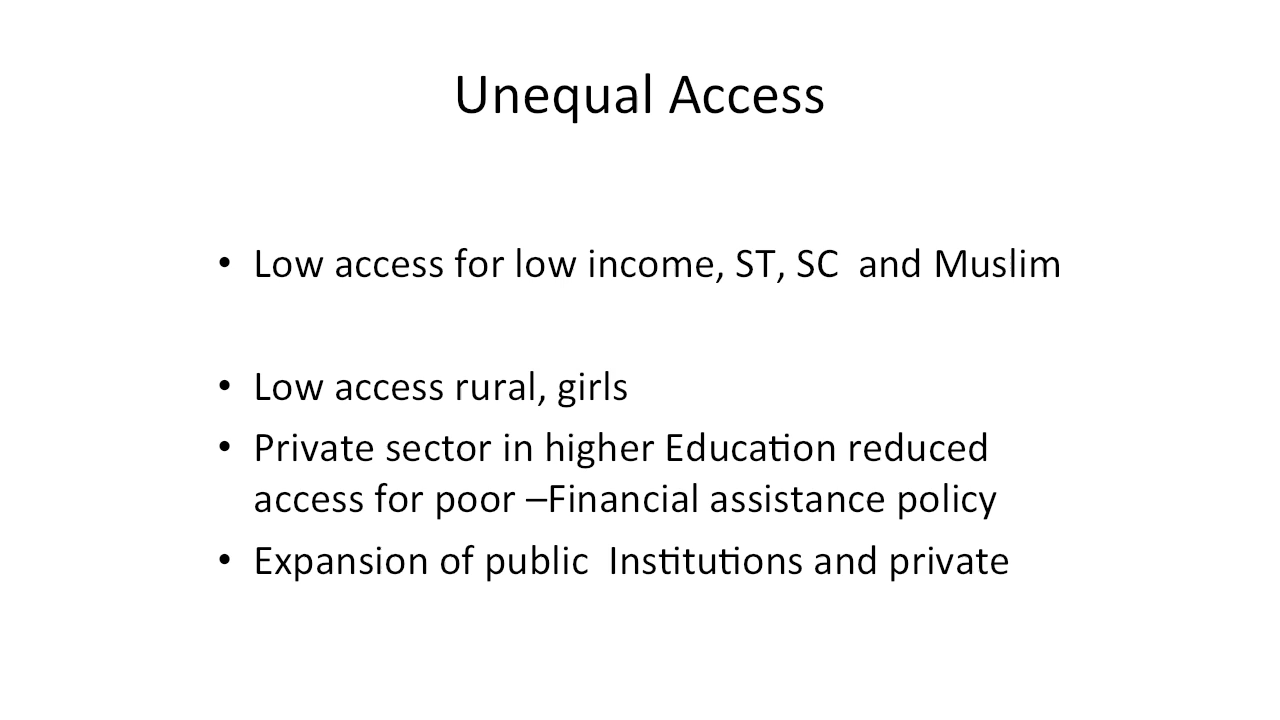 Unequal Access
• Low access for low income, ST, SC  and Muslim
• Low access rural, girls
• Private sector in higher Education reduced
access for poor –Financial assistance policy
• Expansion of public  Institutions and private